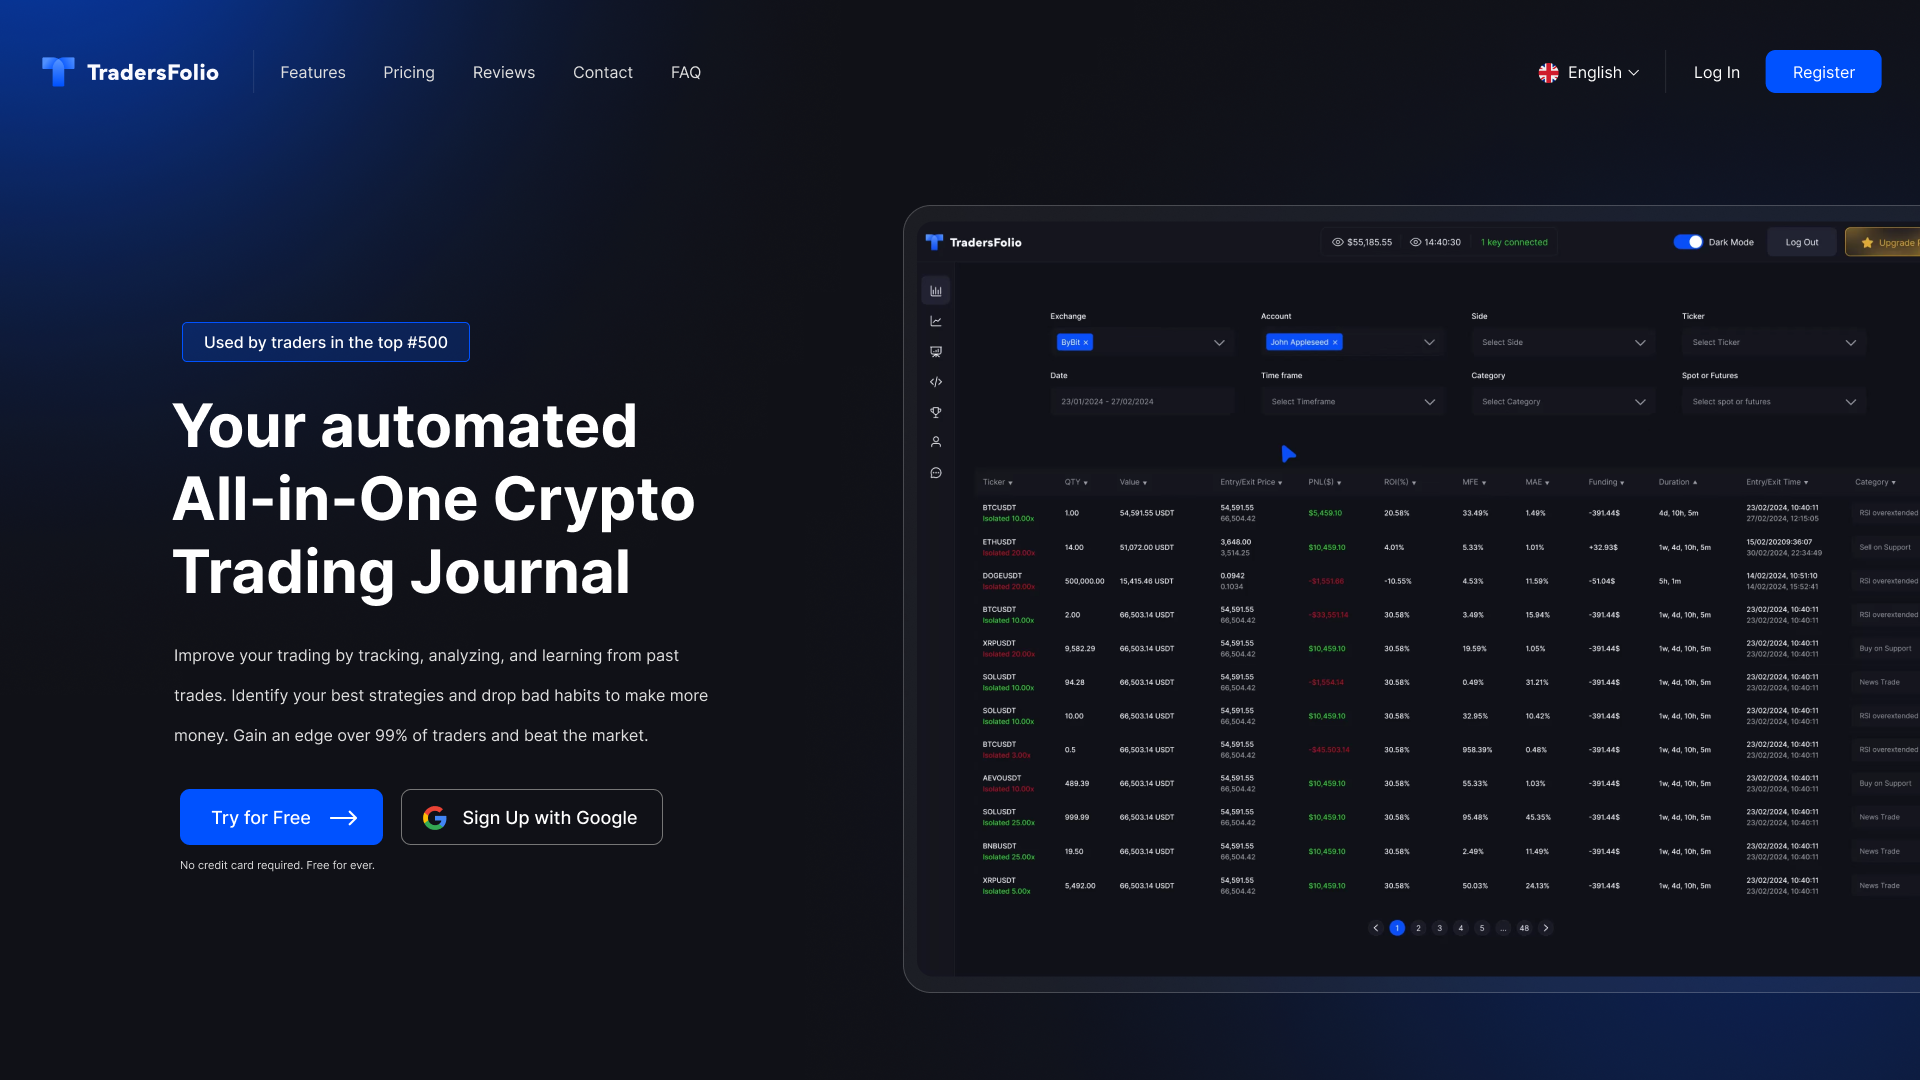 TradersFolio
Features Pricing Reviews Contact FAQ
English
Log In
Register
Used by traders in the top #500
Your automated
All-in-One Crypto
Trading Journal
Improve your trading by tracking, analyzing, and learning from past
trades. Identify your best strategies and drop bad habits to make more
money. Gain an edge over 99% of traders and beat the market.
Try for Free
Sign Up with Google
No credit card required. Free for ever.
TradersFolio
$55,185.55 14:40:30 1 key connected
Dark Mode Log Out Upgrade
Exchange Account Side Ticker
ByBit × John Appleseed × Select Side Select Ticker
Date Time frame Category Spot or Futures
23/01/2024 - 27/02/2024 Select Timeframe Select Category Select spot or futures
Ticker QTY Value Entry/Exit Price PNL($) ROI(%) MFE MAE Funding Duration Entry/Exit Time Category
BTCUSDT 54,591.55 23/02/2024, 10:40:11
1.00 54,591.55 USDT $5,459.10 20.58% 33.49% 1.49% -391.44$ 4d, 10h, 5m RSI overextended
Isolated 10.00x 66,504.42 27/02/2024, 12:15:05
ETHUSDT 3,648.00 15/02/20209:36:07
14.00 51,072.00 USDT $10,459.10 4.01% 5.33% 1.01% +32.93$ 1w, 4d, 10h, 5m Sell on Support
Isolated 20.00x 3,514.25 30/02/2024, 22:34:49
DOGEUSDT 0.0942 14/02/2024, 10:51:10
500,000.00 15,415.46 USDT -$1,551.66 -10.55% 4.53% 11.59% -51.04$ 5h, 1m RSI overextended
Isolated 20.00x 0.1034 14/02/2024, 15:52:41
BTCUSDT 54,591.55 23/02/2024, 10:40:11
2.00 66,503.14 USDT -$33,551.14 30.58% 3.49% 15.94% -391.44$ 1w, 4d, 10h, 5m RSI overextended
Isolated 10.00x 66,504.42 23/02/2024, 10:40:11
XRPUSDT 54,591.55 23/02/2024, 10:40:11
9,582.29 66,503.14 USDT $10,459.10 30.58% 19.59% 1.05% -391.44$ 1w, 4d, 10h, 5m Buy on Support
Isolated 20.00x 66,504.42 23/02/2024, 10:40:11
SOLUSDT 54,591.55 23/02/2024, 10:40:11
94.28 66,503.14 USDT -$1,554.14 30.58% 0.49% 31.21% -391.44$ 1w, 4d, 10h, 5m News Trade
Isolated 10.00x 66,504.42 23/02/2024, 10:40:11
SOLUSDT 54,591.55 23/02/2024, 10:40:11
10.00 66,503.14 USDT $10,459.10 30.58% 32.95% 10.42% -391.44$ 1w, 4d, 10h, 5m RSI overextended
Isolated 10.00x 66,504.42 23/02/2024, 10:40:11
BTCUSDT 54,591.55 23/02/2024, 10:40:11
0.5 66,503.14 USDT -$45,503.14 30.58% 958.39% 0.48% -391.44$ 1w, 4d, 10h, 5m RSI overextended
Isolated 3.00x 66,504.42 23/02/2024, 10:40:11
AEVOUSDT 54,591.55 23/02/2024, 10:40:11
489.39 66,503.14 USDT $10,459.10 30.58% 55.33% 1.03% -391.44$ 1w, 4d, 10h, 5m Buy on Support
Isolated 10.00x 66,504.42 23/02/2024, 10:40:11
SOLUSDT 54,591.55 23/02/2024, 10:40:11
999.99 66,503.14 USDT $10,459.10 30.58% 95.48% 45.35% -391.44$ 1w, 4d, 10h, 5m News Trade
Isolated 25.00x 66,504.42 23/02/2024, 10:40:11
BNBUSDT 54,591.55 23/02/2024, 10:40:11
19.50 66,503.14 USDT $10,459.10 30.58% 2.49% 11.49% -391.44$ 1w, 4d, 10h, 5m News Trade
Isolated 25.00x 66,504.42 23/02/2024, 10:40:11
XRPUSDT 54,591.55 23/02/2024, 10:40:11
5,492.00 66,503.14 USDT $10,459.10 30.58% 50.03% 24.13% -391.44$ 1w, 4d, 10h, 5m News Trade
Isolated 5.00x 66,504.42 23/02/2024, 10:40:11
1 2 3 4 5 ... 48